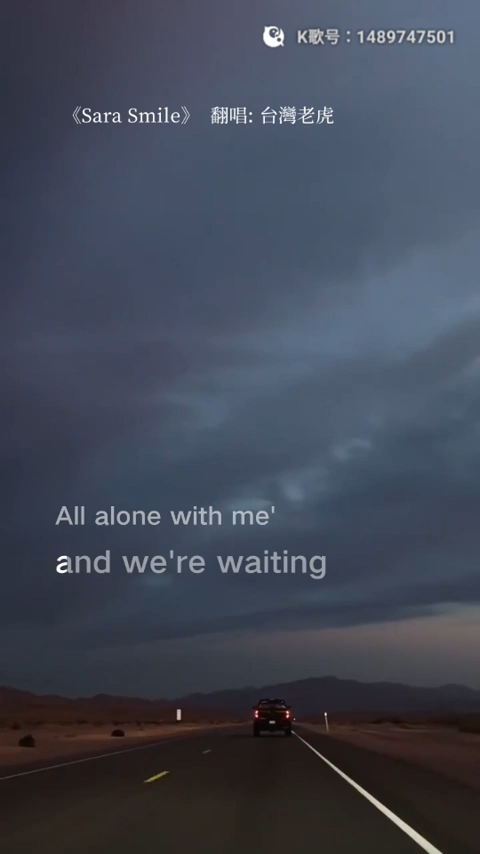 K歌号：1489747501
《Sara Smile》 翻唱: 台灣老虎
All alone with me'
and we're waiting